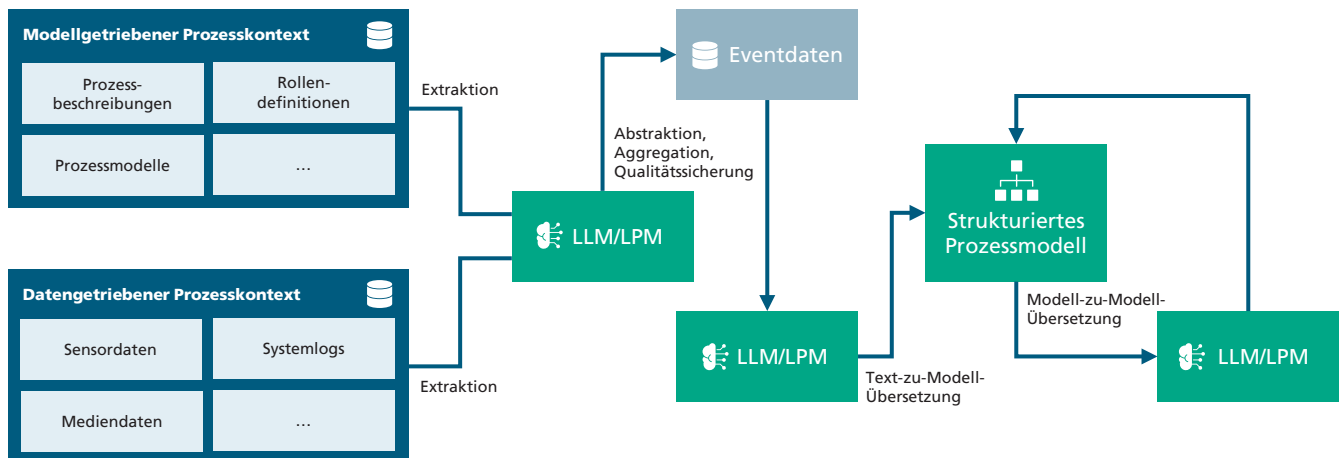 Modellgetriebener Prozesskontext
Prozess-
beschreibungen
Rollen-
definitionen
Prozessmodelle
...
Extraktion
Datengetriebener Prozesskontext
Sensordaten
Systemlogs
Mediendaten
...
Extraktion
LLM/LPM
Abstraktion,
Aggregation,
Qualitätssicherung
Eventdaten
LLM/LPM
Text-zu-Modell-
Übersetzung
Strukturiertes
Prozessmodell
Modell-zu-Modell-
Übersetzung
LLM/LPM